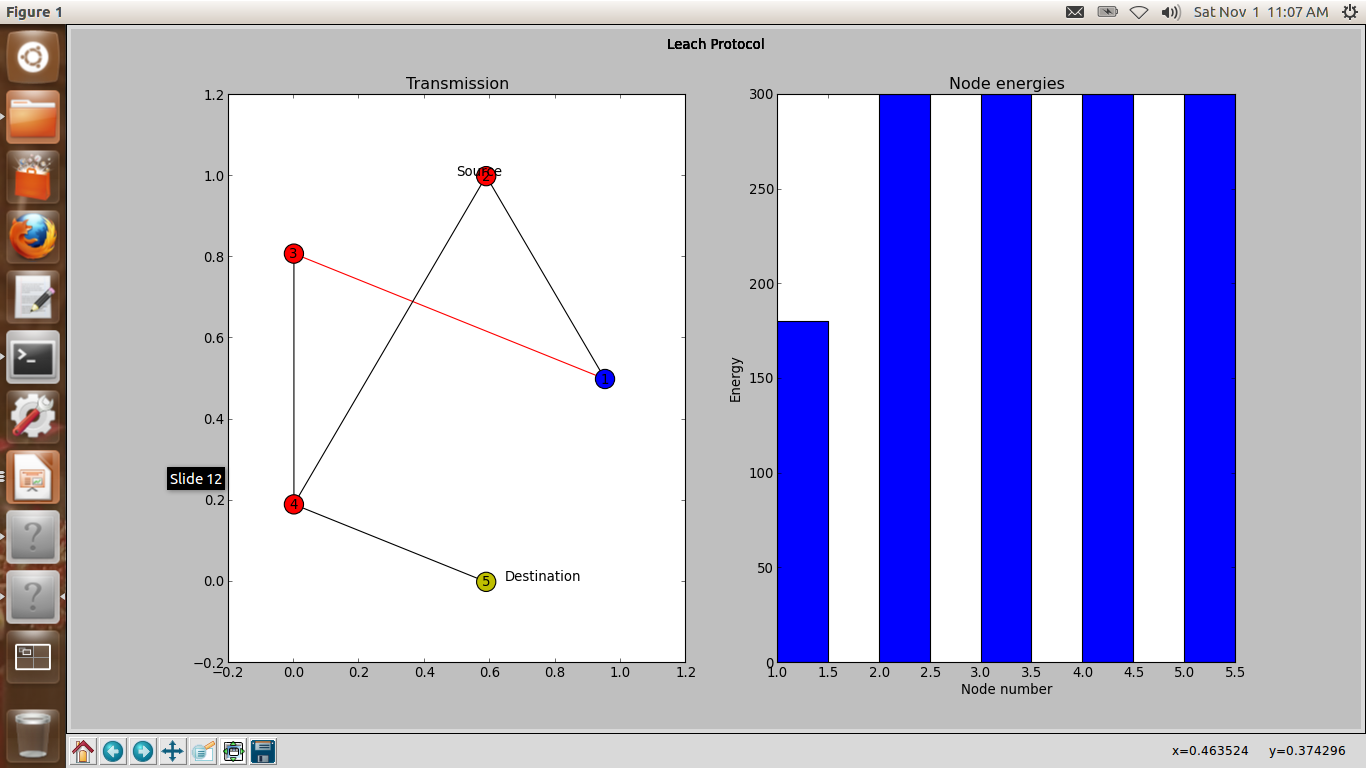 Figure 1
Sat Nov 1 11:07 AM
Leach Protocol
Transmission
1.2
1.0
0.8
0.6
0.4
0.2
0.0
−0.2
−0.2 0.0 0.2 0.4 0.6 0.8 1.0 1.2
Source
2
3
1
4
5
Destination
Slide 12
Node energies
300
250
200
150
100
50
0
Energy
1.0 1.5 2.0 2.5 3.0 3.5 4.0 4.5 5.0 5.5
Node number
>_
?
?
x=0.463524 y=0.374296